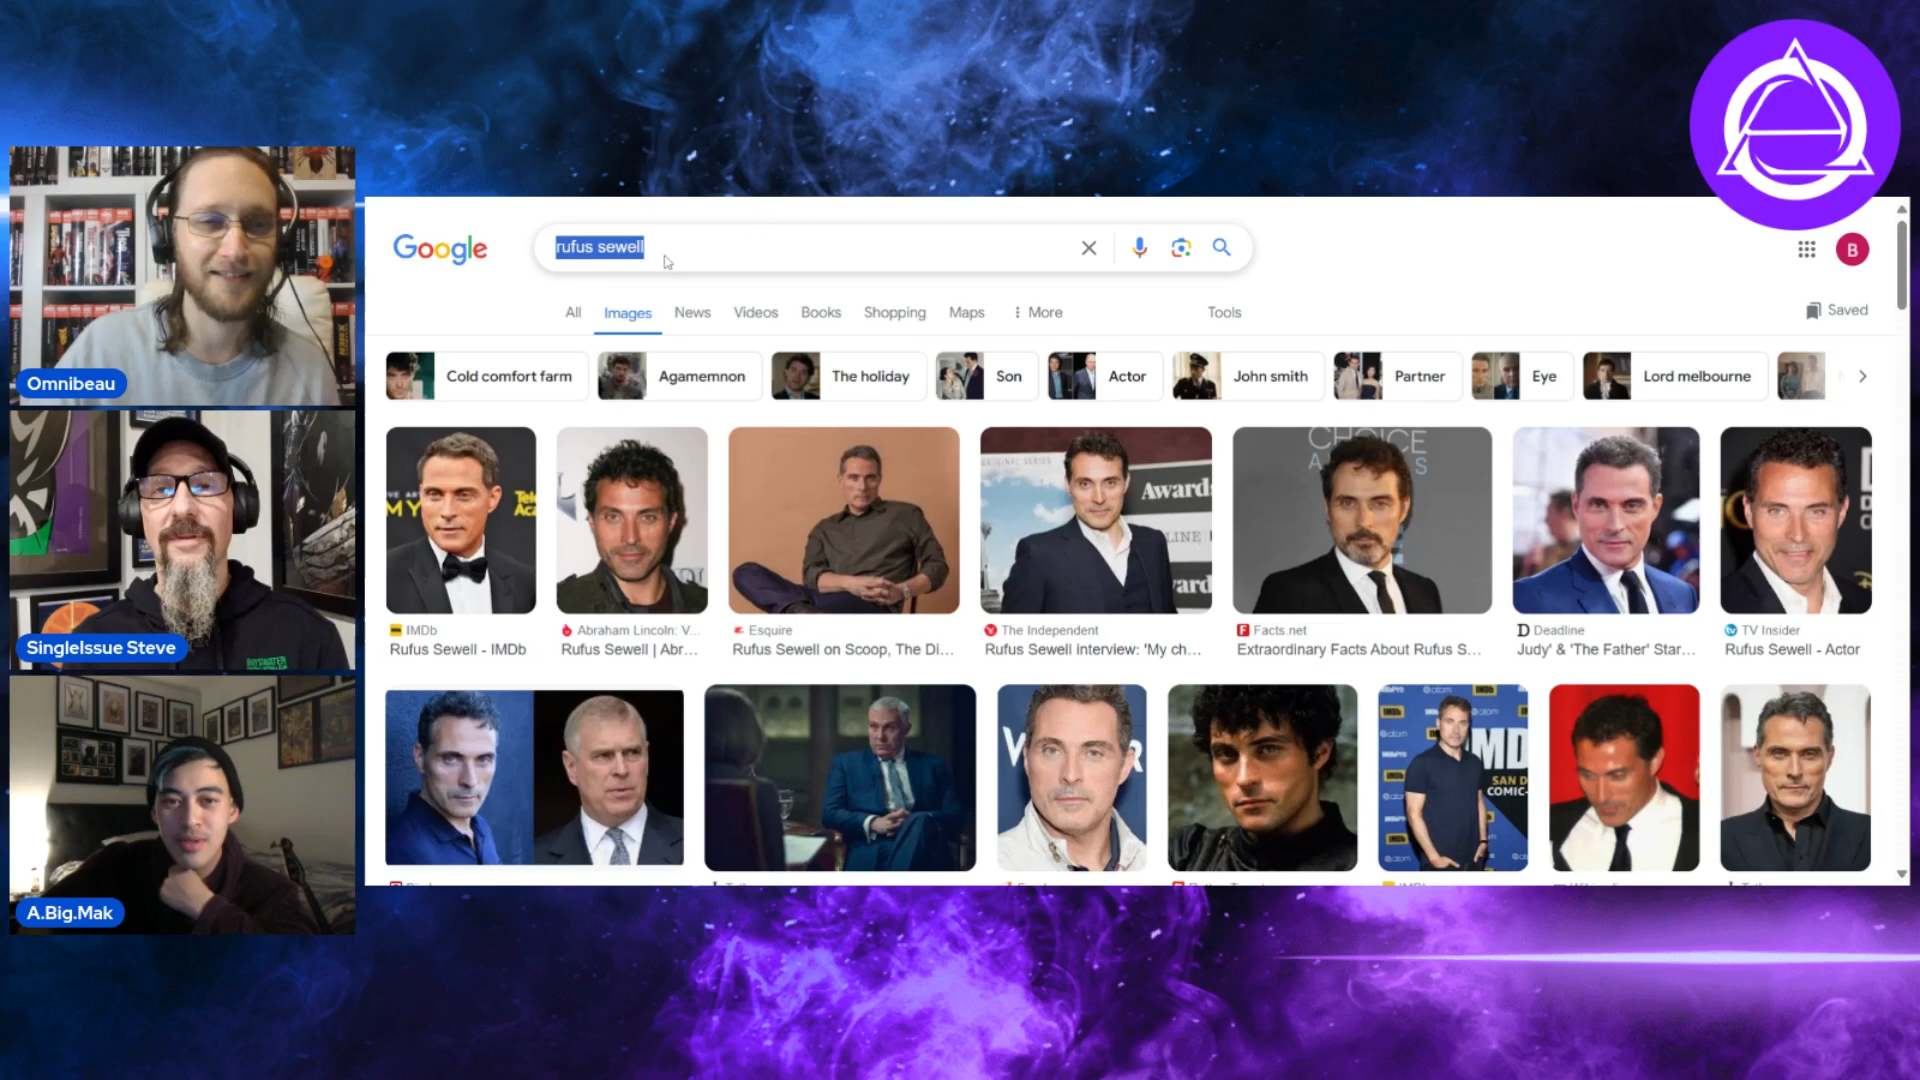 Google
rufus sewell
B
All
Images
News
Videos
Books
Shopping
Maps
More
Tools
Saved
Cold comfort farm
Agamemnon
The holiday
Son
Actor
John smith
Partner
Eye
Lord melbourne
IMDb
Rufus Sewell - IMDb
Abraham Lincoln: V...
Rufus Sewell | Abr...
Esquire
Rufus Sewell on Scoop, The Di...
Awards
The Independent
Rufus Sewell interview: 'My ch...
CHOICE
Facts.net
Extraordinary Facts About Rufus S...
Deadline
Judy' & 'The Father' Star...
TV Insider
Rufus Sewell - Actor
IMDb
SAN D
COMIC-
Omnibeau
SingleIssue Steve
A.Big.Mak